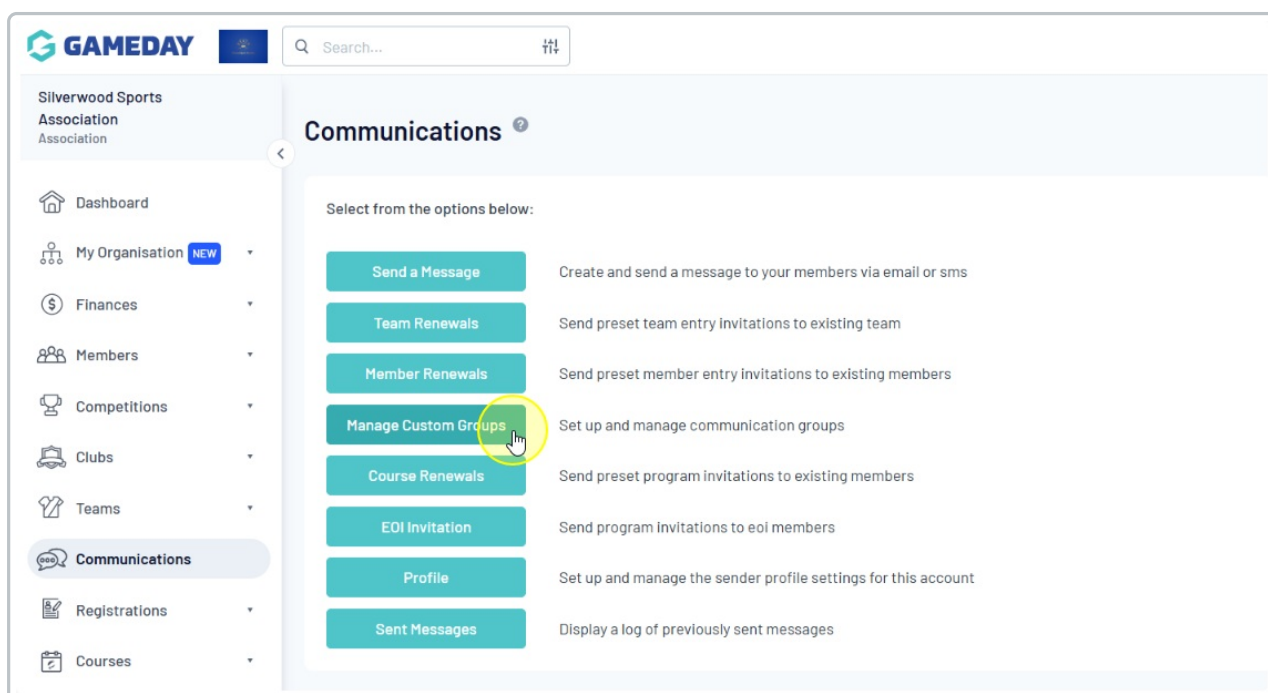 GAMEDAY
Search...
Silverwood Sports
Association
Association
Dashboard
My Organisation NEW
Finances
Members
Competitions
Clubs
Teams
Communications
Registrations
Courses
Communications ?
Select from the options below:
Send a Message Create and send a message to your members via email or sms
Team Renewals Send preset team entry invitations to existing team
Member Renewals Send preset member entry invitations to existing members
Manage Custom Groups Set up and manage communication groups
Course Renewals Send preset program invitations to existing members
EOI Invitation Send program invitations to eoi members
Profile Set up and manage the sender profile settings for this account
Sent Messages Display a log of previously sent messages